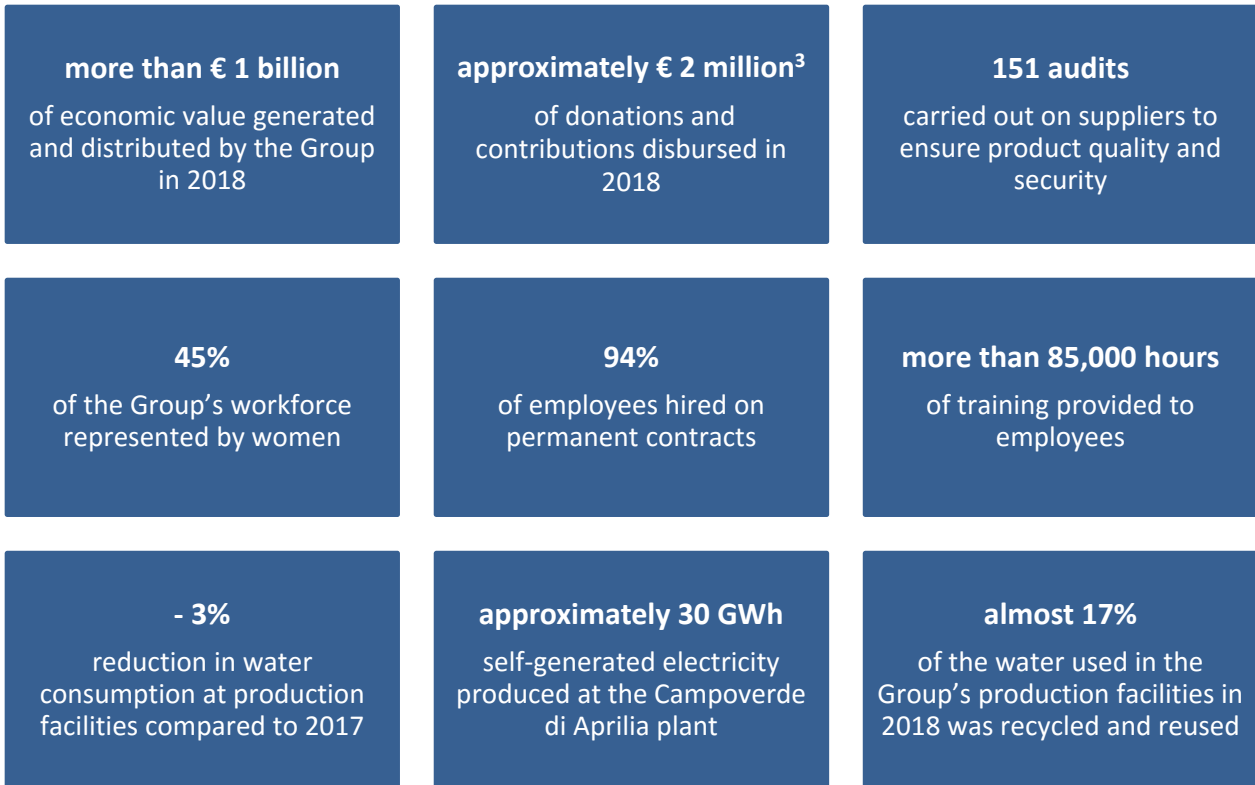 more than € 1 billion
of economic value generated
and distributed by the Group
in 2018
approximately € 2 million³
of donations and
contributions disbursed in
2018
151 audits
carried out on suppliers to
ensure product quality and
security
45%
of the Group’s workforce
represented by women
94%
of employees hired on
permanent contracts
more than 85,000 hours
of training provided to
employees
- 3%
reduction in water
consumption at production
facilities compared to 2017
approximately 30 GWh
self-generated electricity
produced at the Campoverde
di Aprilia plant
almost 17%
of the water used in the
Group’s production facilities in
2018 was recycled and reused